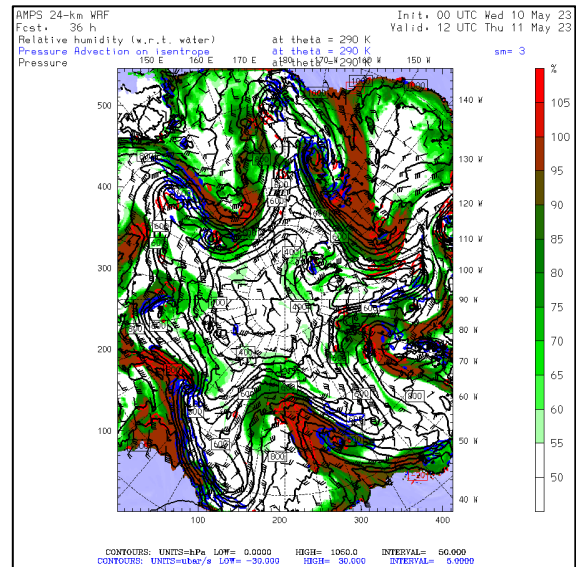 AMPS 24-km WRF Init: 00 UTC Wed 10 May 23
Fcst: 36 h Valid: 12 UTC Thu 11 May 23
Relative humidity (w.r.t. water) at theta = 290 K
Pressure Advection on isentrope at theta = 290 K sm= 3
Pressure at theta = 290 K
150 E 160 E 170 E 180 170 W 160 W 150 W
%
500
400
300
200
100
140 W
130 W
120 W
110 W
100 W
90 W
80 W
70 W
60 W
50 W
40 W
105
100
95
90
85
80
75
70
65
60
55
50
100 200 300 400
CONTOURS: UNITS=hPa LOW= 0.0000 HIGH= 1050.0 INTERVAL= 50.000
CONTOURS: UNITS=ubar/s LOW= -30.000 HIGH= 30.000 INTERVAL= 5.0000